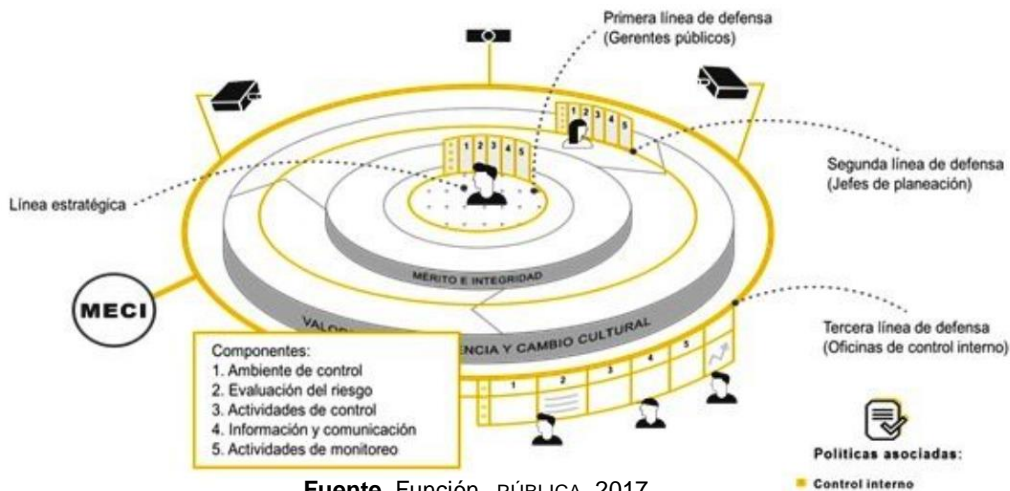 Primera línea de defensa
(Gerentes públicos)
1 2 3 4 5
1 2 3 4 5
Segunda línea de defensa
(Jefes de planeación)
Línea estratégica
MÉRITO E INTEGRIDAD
MECI
VALOR ENCIA Y CAMBIO CULTURAL
Tercera línea de defensa
(Oficinas de control interno)
Componentes:
1. Ambiente de control
2. Evaluación del riesgo
3. Actividades de control
4. Información y comunicación
5. Actividades de monitoreo
1 2 3 4 5
Políticas asociadas:
Control interno
Fuente. Función PÚBLICA 2017